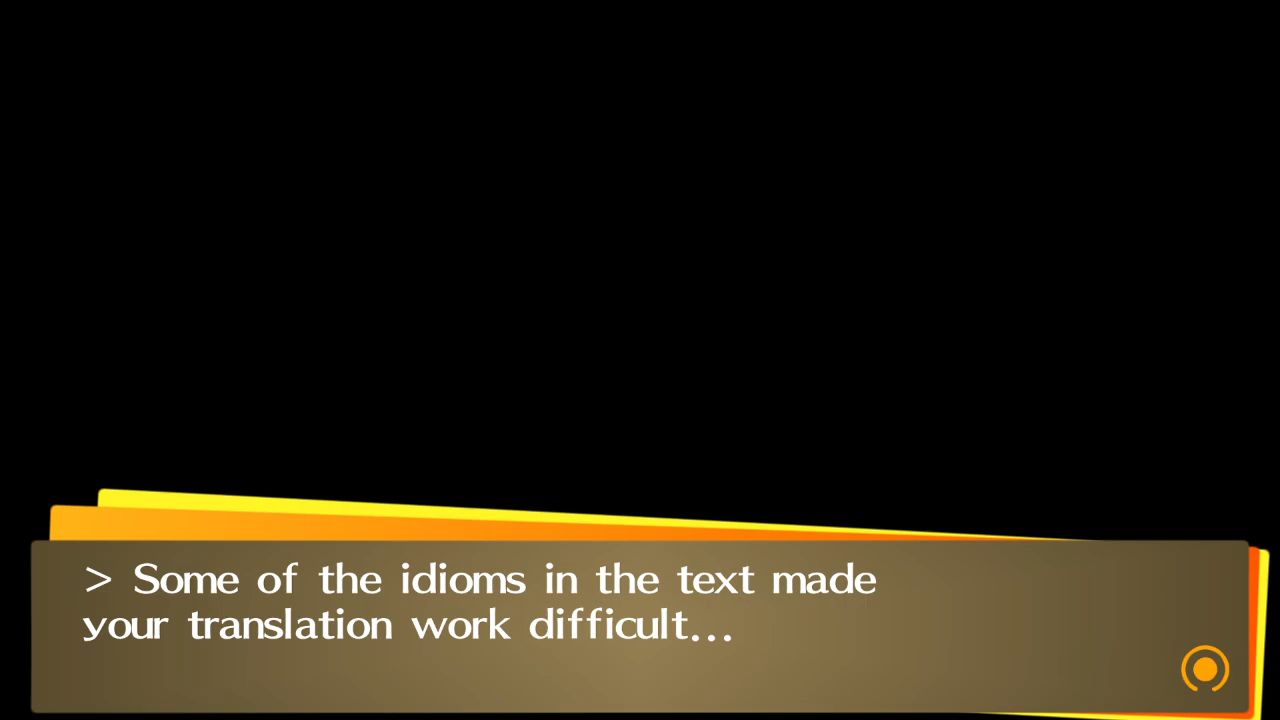 > Some of the idioms in the text made
your translation work difficult...